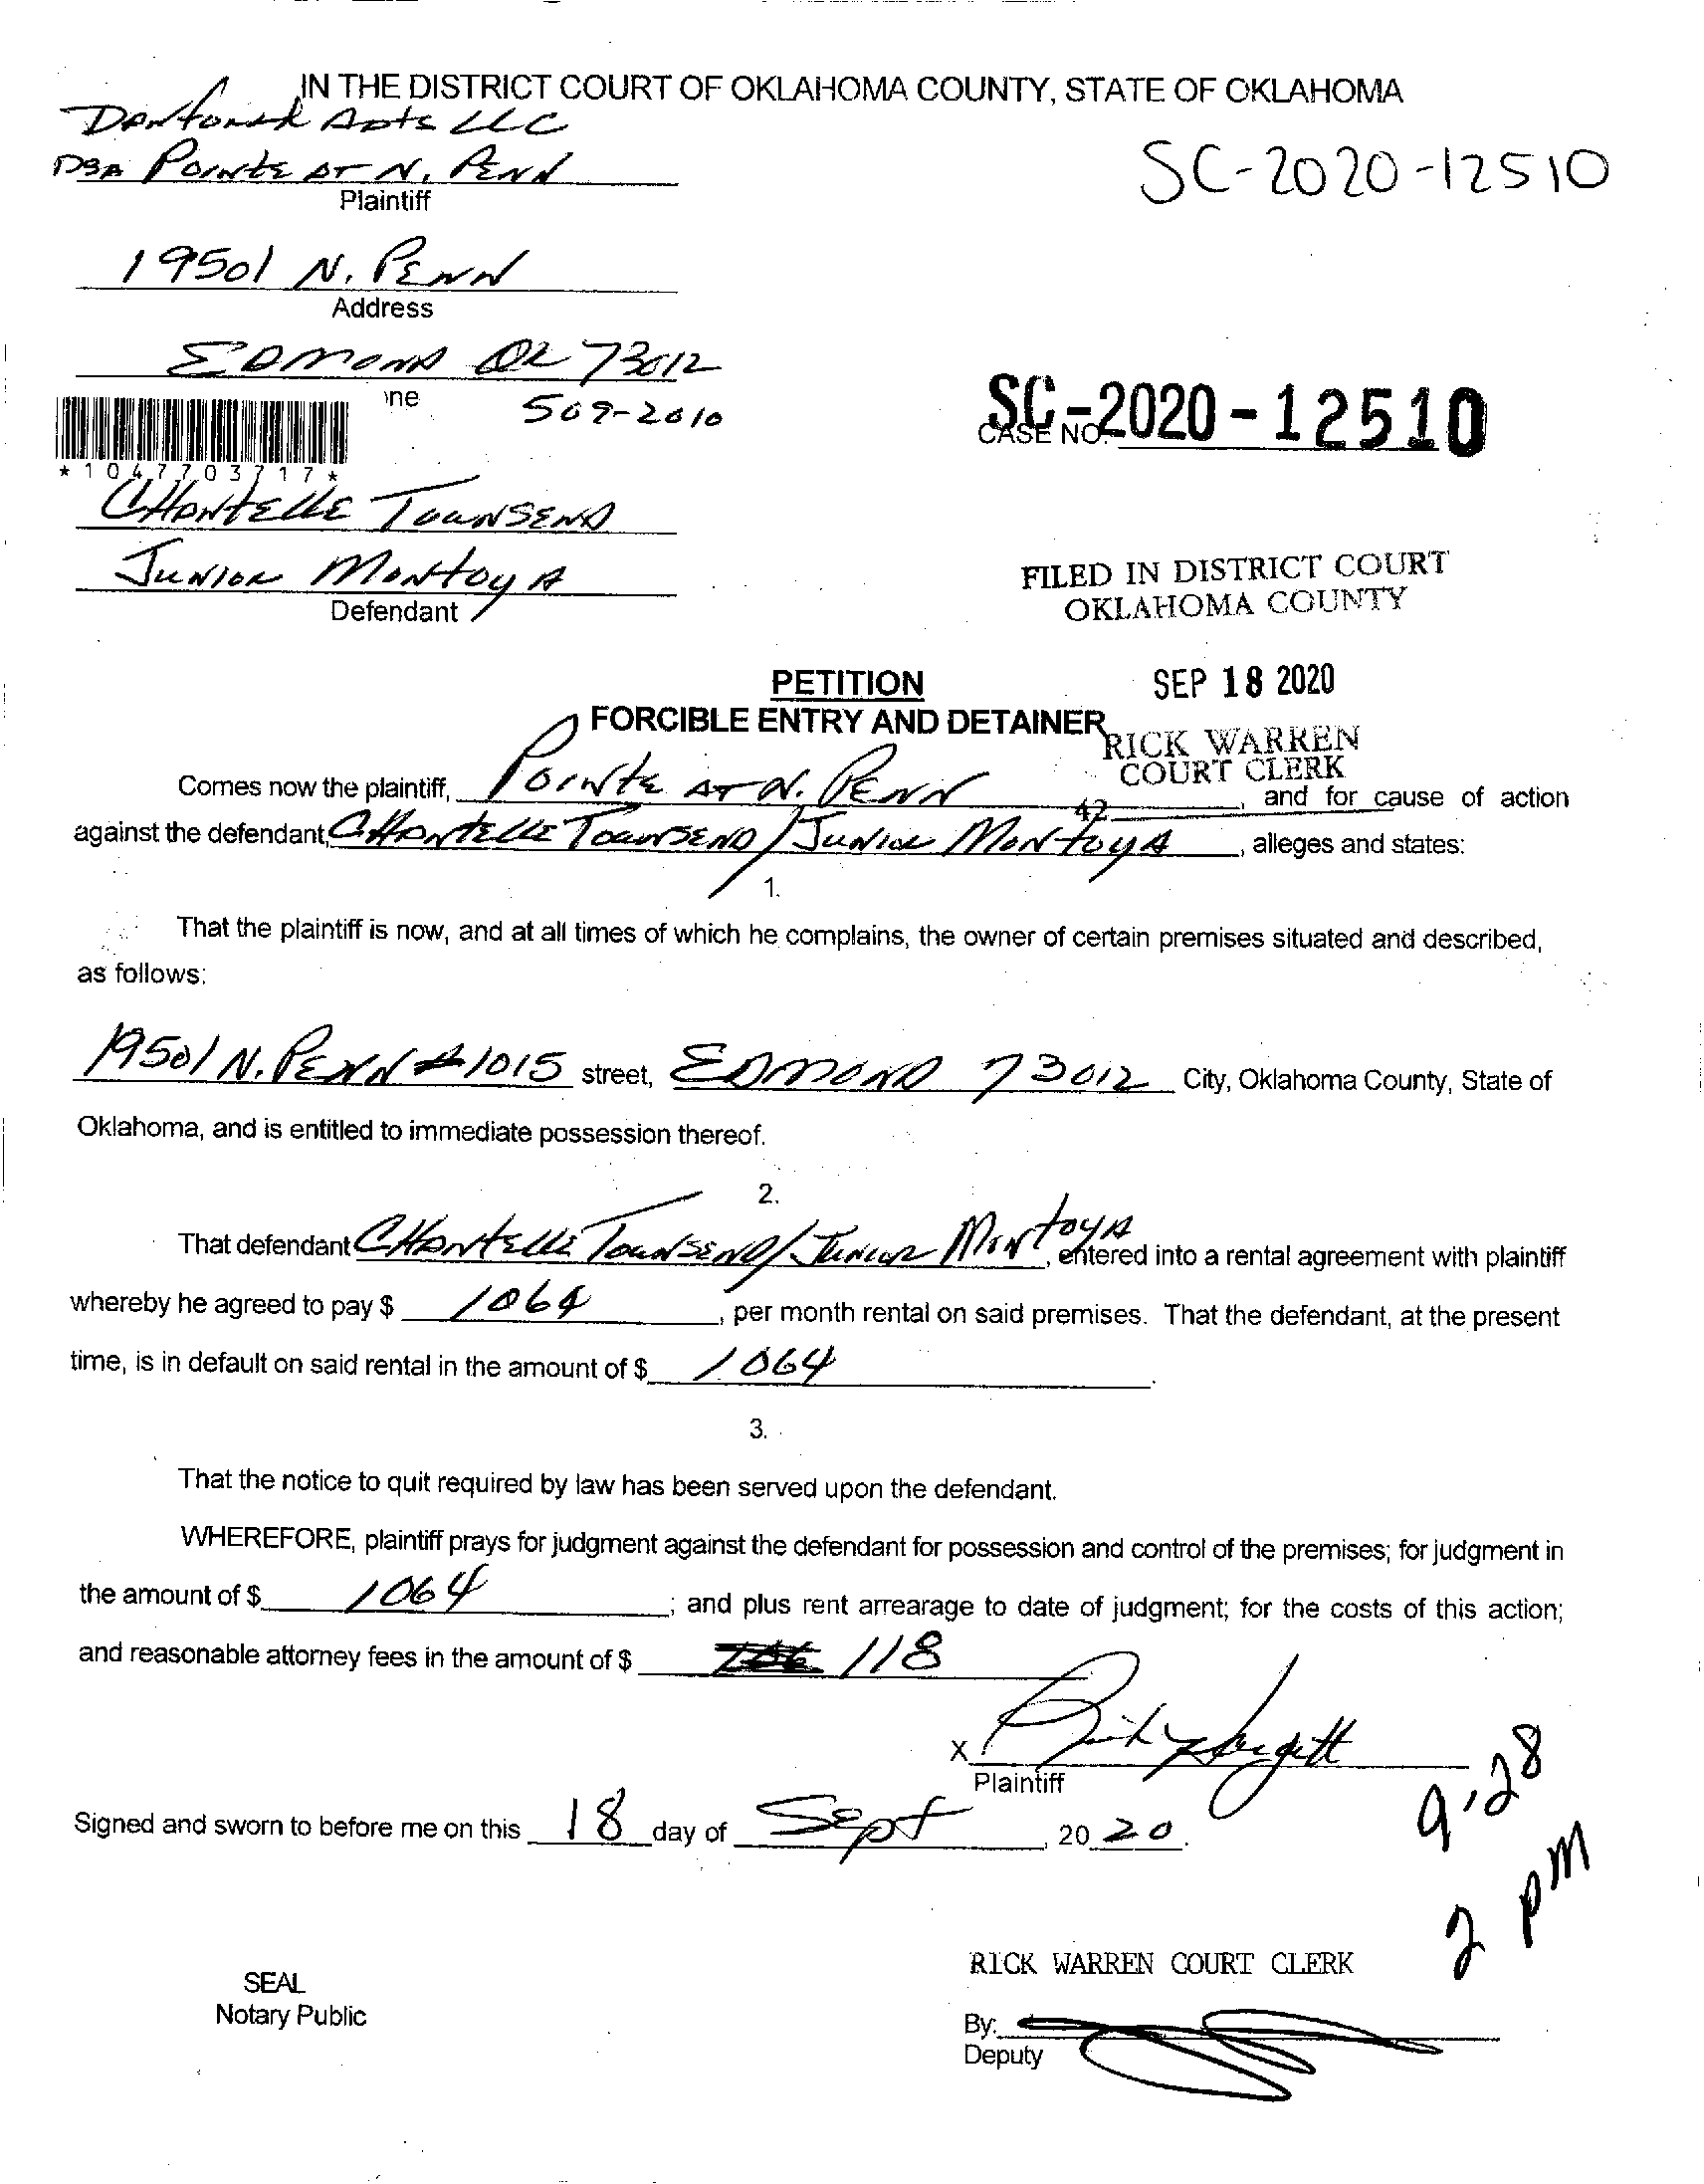 IN THE DISTRICT COURT OF OKLAHOMA COUNTY, STATE OF OKLAHOMA
Apts LLC
DBA Pointe at N. Penn
Plaintiff
SC-2020-12510
19501 N. Penn
Address
Edmond OK 73012
ne 509-2010
SC-2020-12510
CASE NO.
*1047703717*
Chantelle Townsend
Junior Montoya
Defendant
FILED IN DISTRICT COURT
OKLAHOMA COUNTY
PETITION
SEP 18 2020
FORCIBLE ENTRY AND DETAINER
RICK WARREN
COURT CLERK
Comes now the plaintiff, Pointe at N. Penn, and for cause of action
42
against the defendant, Chantelle Townsend / Junior Montoya, alleges and states:
1.
That the plaintiff is now, and at all times of which he complains, the owner of certain premises situated and described,
as follows:
19501 N. Penn #1015 street, Edmond 73012 City, Oklahoma County, State of
Oklahoma, and is entitled to immediate possession thereof.
2.
That defendant Chantelle Townsend / Junior Montoya, entered into a rental agreement with plaintiff
whereby he agreed to pay $ 1064, per month rental on said premises. That the defendant, at the present
time, is in default on said rental in the amount of $ 1064.
3.
That the notice to quit required by law has been served upon the defendant.
WHEREFORE, plaintiff prays for judgment against the defendant for possession and control of the premises; for judgment in
the amount of $ 1064; and plus rent arrearage to date of judgment; for the costs of this action;
and reasonable attorney fees in the amount of $ 118
X
Plaintiff
9.28
2 pm
Signed and sworn to before me on this 18 day of Sept, 20 20.
RICK WARREN COURT CLERK
SEAL
Notary Public
By:
Deputy